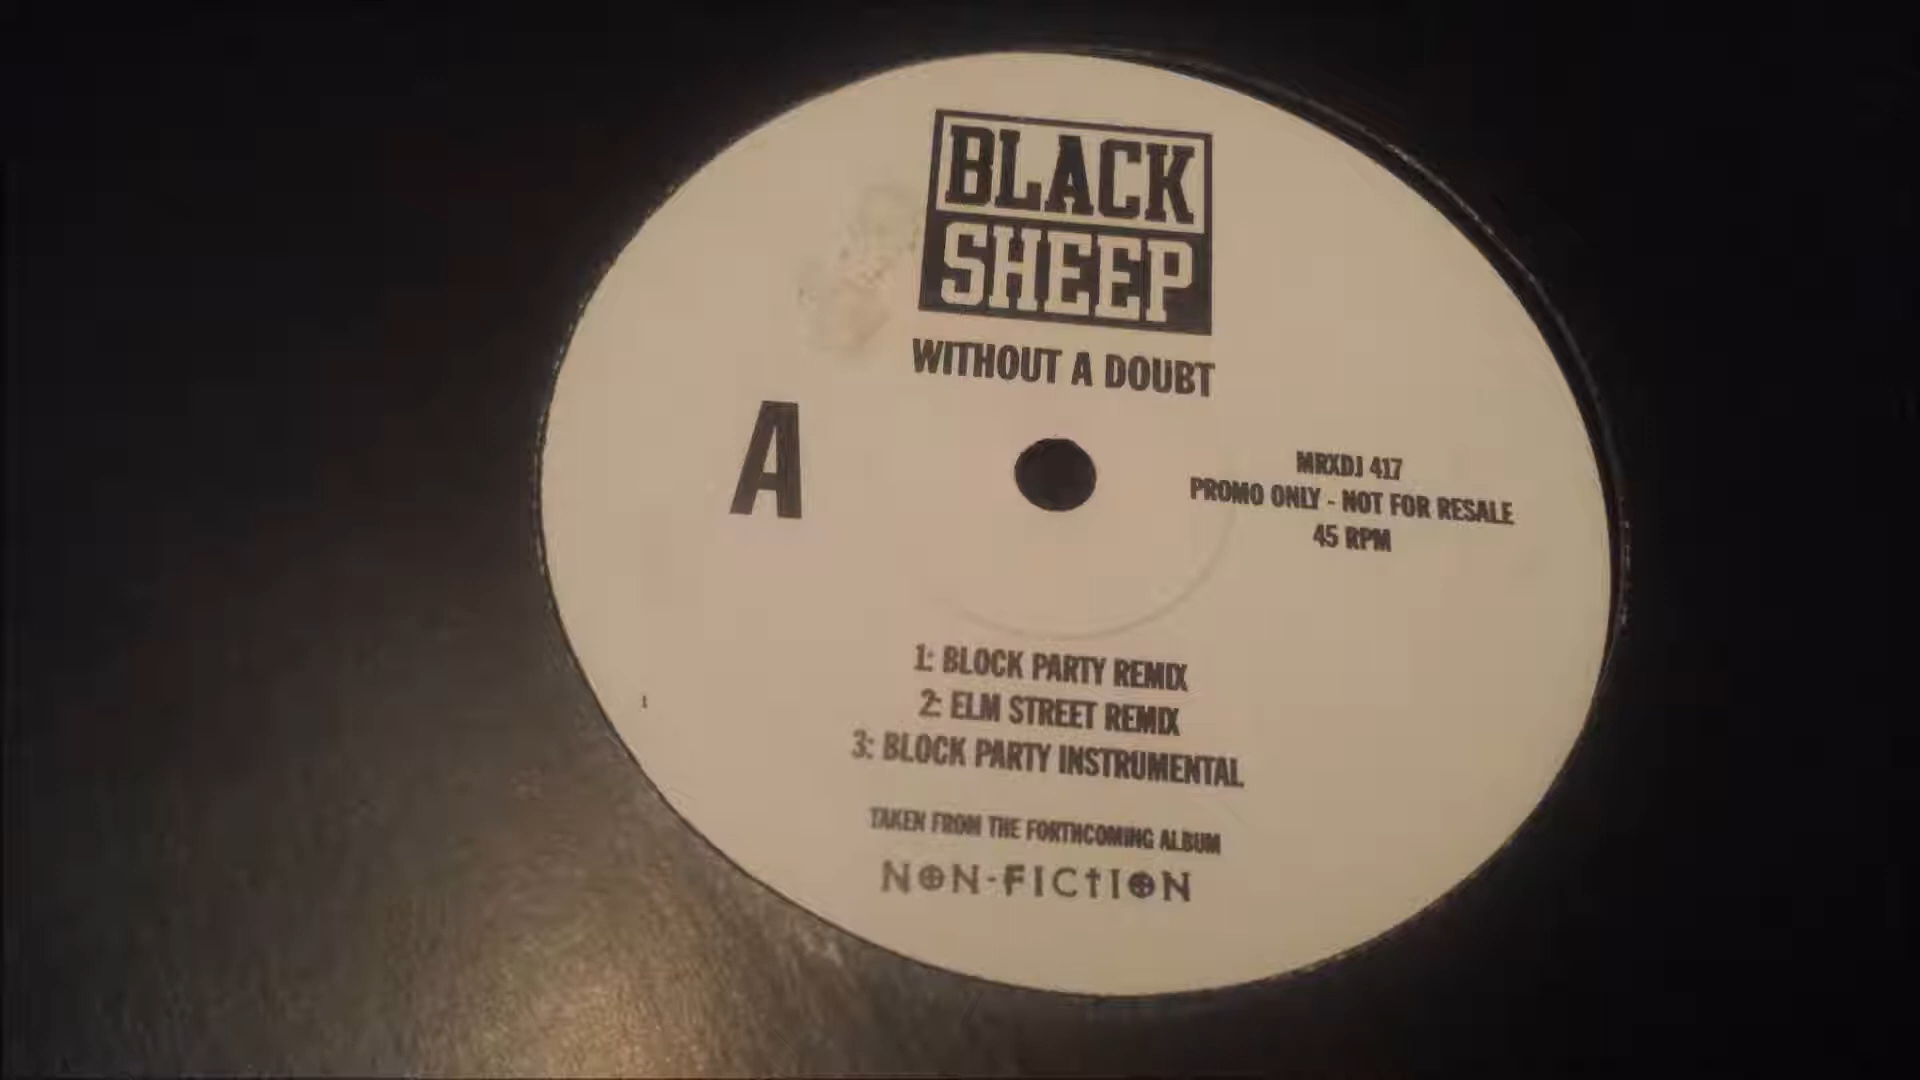 BLACK
SHEEP
WITHOUT A DOUBT
A
MRXDJ 417
PROMO ONLY - NOT FOR RESALE
45 RPM
1: BLOCK PARTY REMIX
2: ELM STREET REMIX
3: BLOCK PARTY INSTRUMENTAL
TAKEN FROM THE FORTHCOMING ALBUM
NON-FICTION